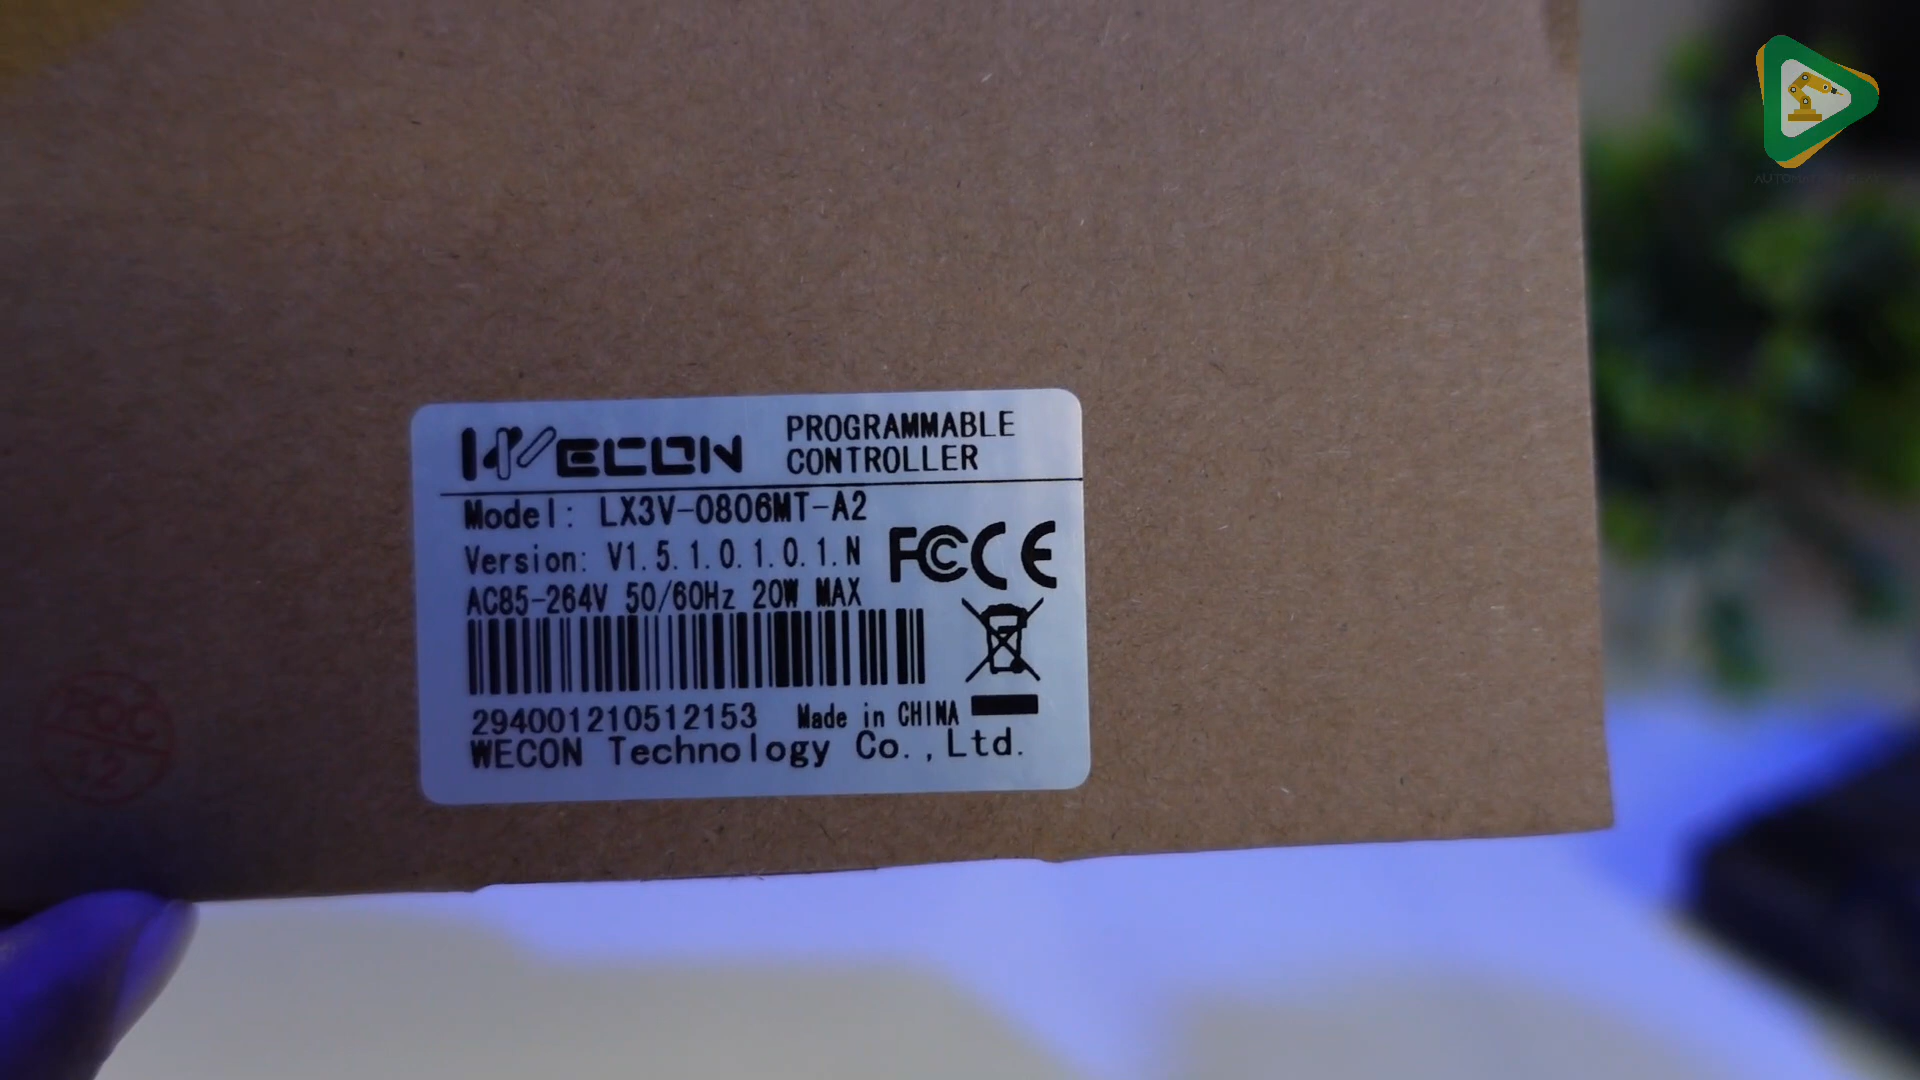 WECON
PROGRAMMABLE
CONTROLLER
Model: LX3V-0806MT-A2
Version: V1.5.1.0.1.0.1.N
FC CE
AC85-264V 50/60Hz 20W MAX
294001210512153 Made in CHINA
WECON Technology Co.,Ltd.